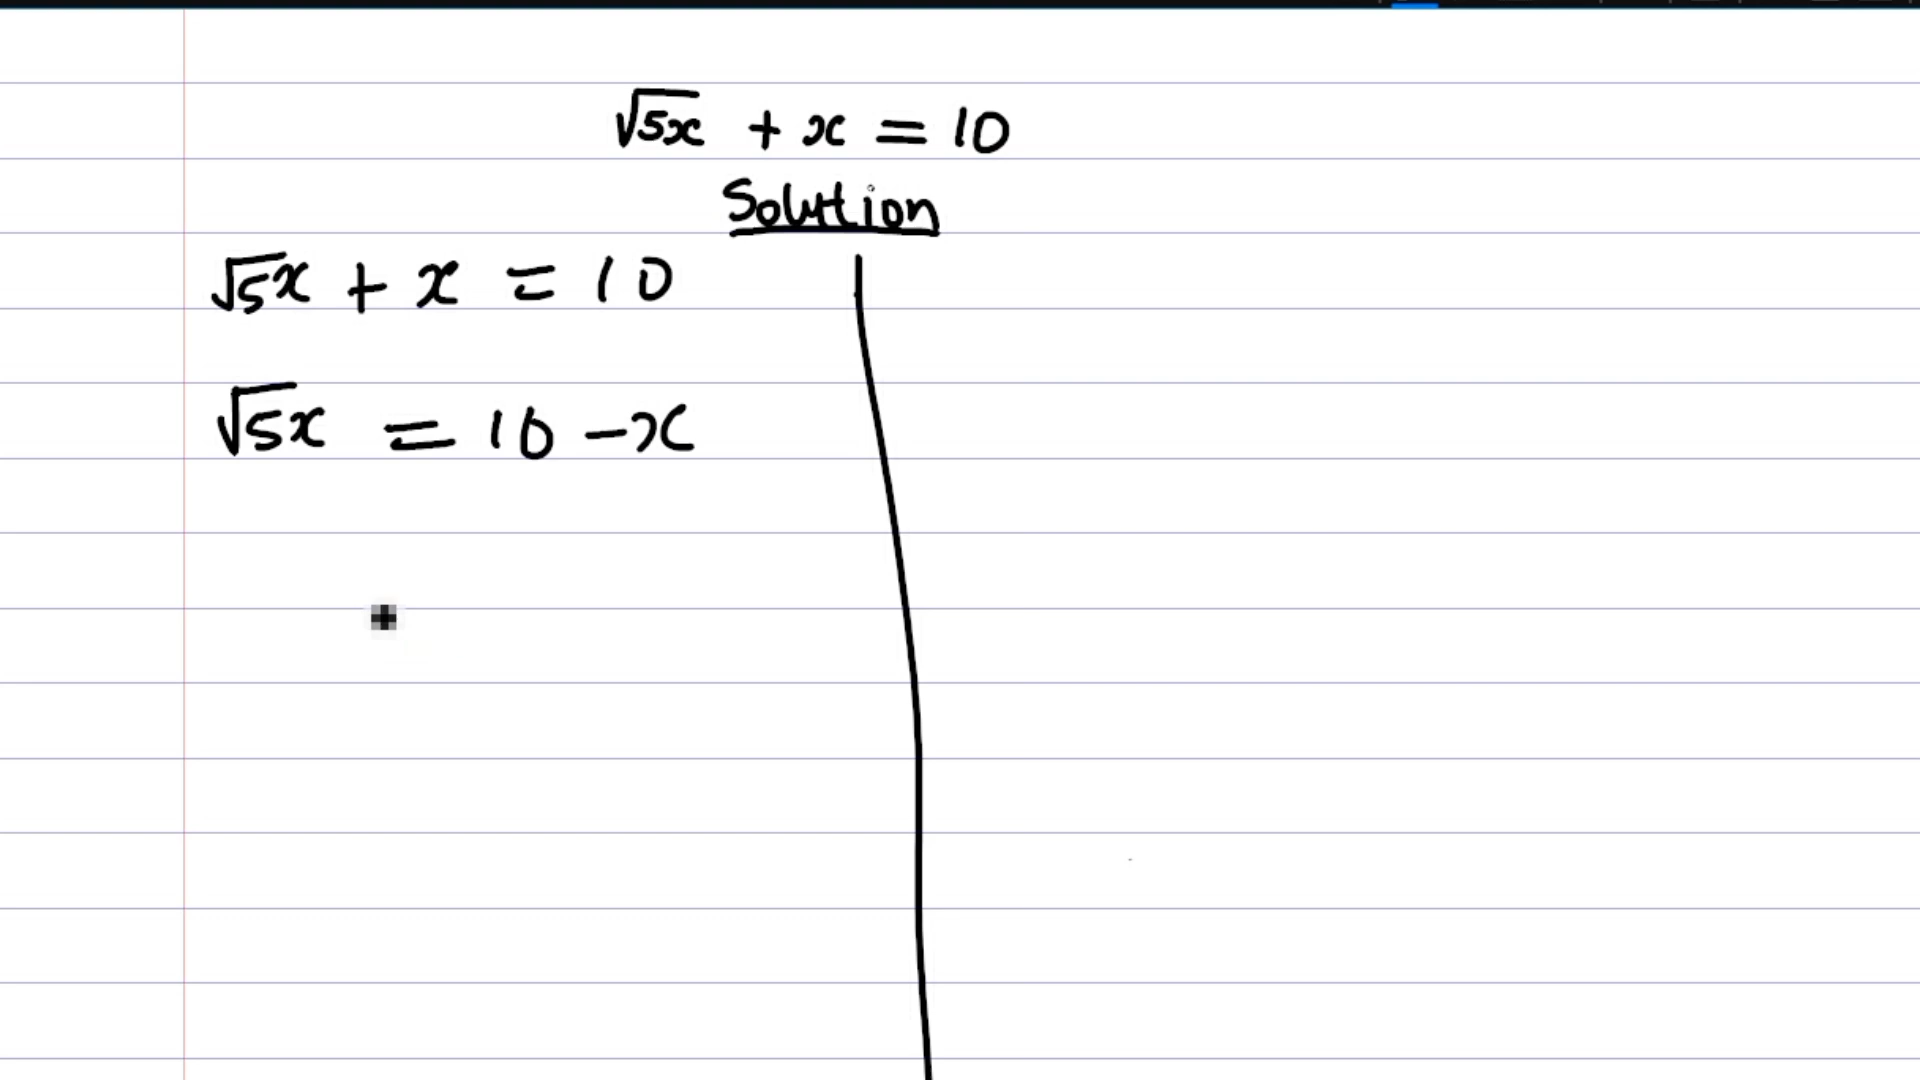 √5x + x = 10
Solution
√5x + x = 10
√5x = 10 - x